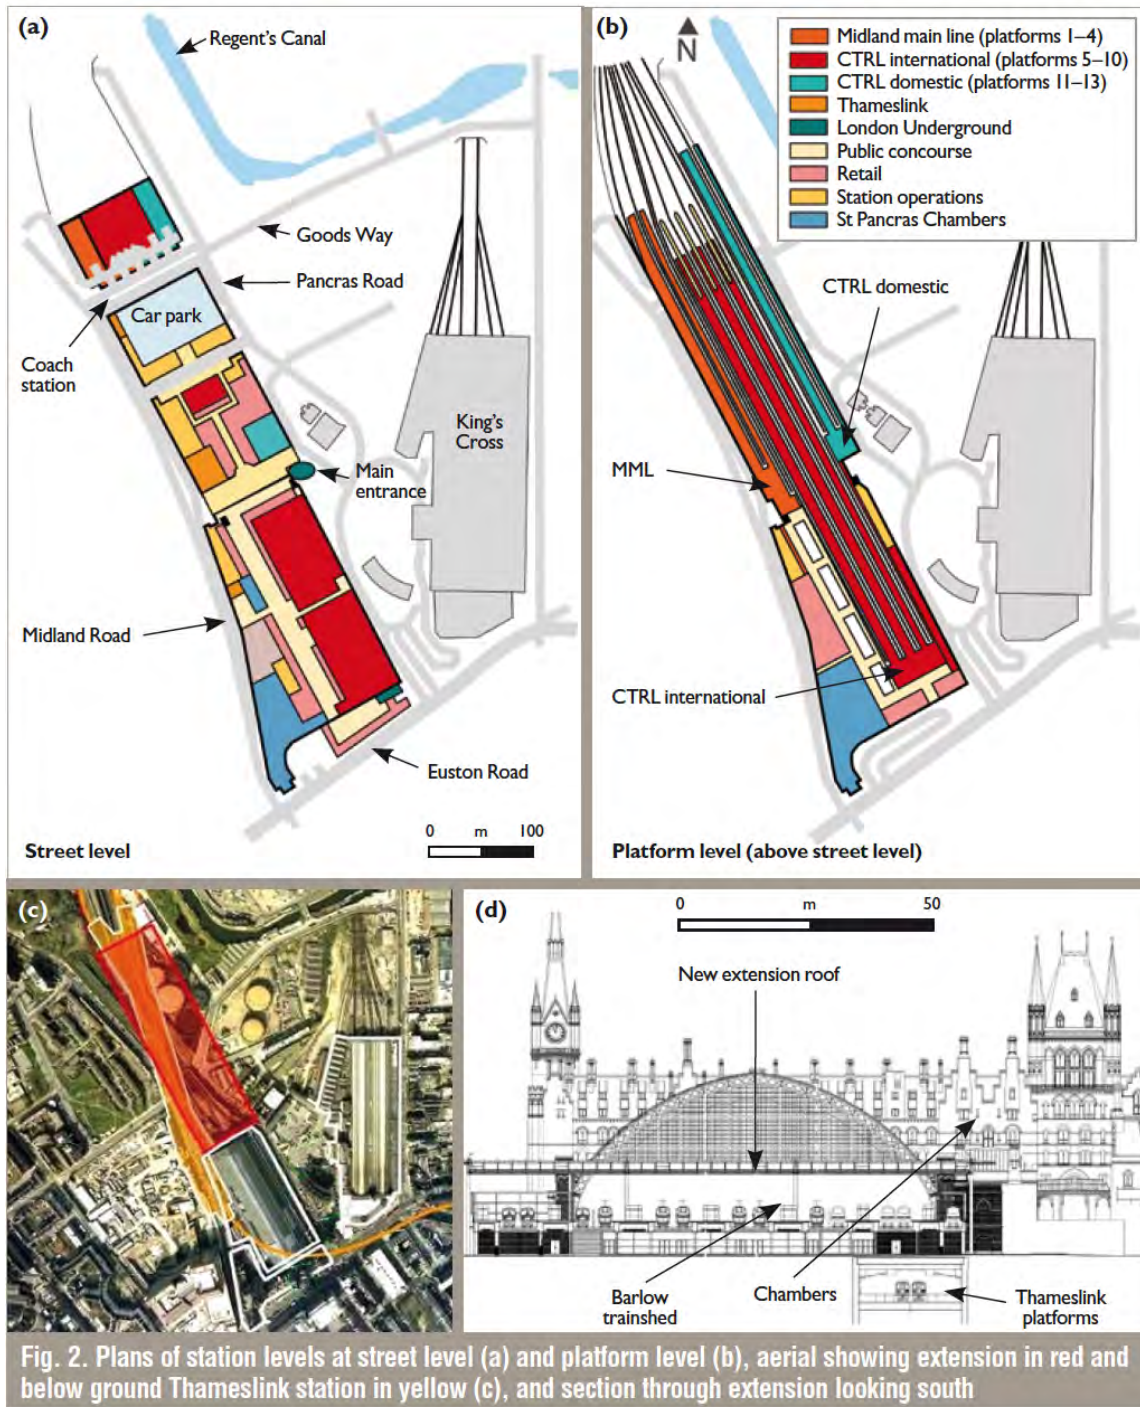 (a)
Regent's Canal
Goods Way
Pancras Road
Car park
Coach
station
King's
Cross
Main
entrance
Midland Road
Euston Road
0 m 100
Street level
(b)
N
Midland main line (platforms 1–4)
CTRL international (platforms 5–10)
CTRL domestic (platforms 11–13)
Thameslink
London Underground
Public concourse
Retail
Station operations
St Pancras Chambers
CTRL
domestic
MML
CTRL international
Platform level (above street level)
(c)
(d)
0 m 50
New extension roof
Barlow
trainshed
Chambers
Thameslink
platforms
Fig. 2. Plans of station levels at street level (a) and platform level (b), aerial showing extension in red and
below ground Thameslink station in yellow (c), and section through extension looking south